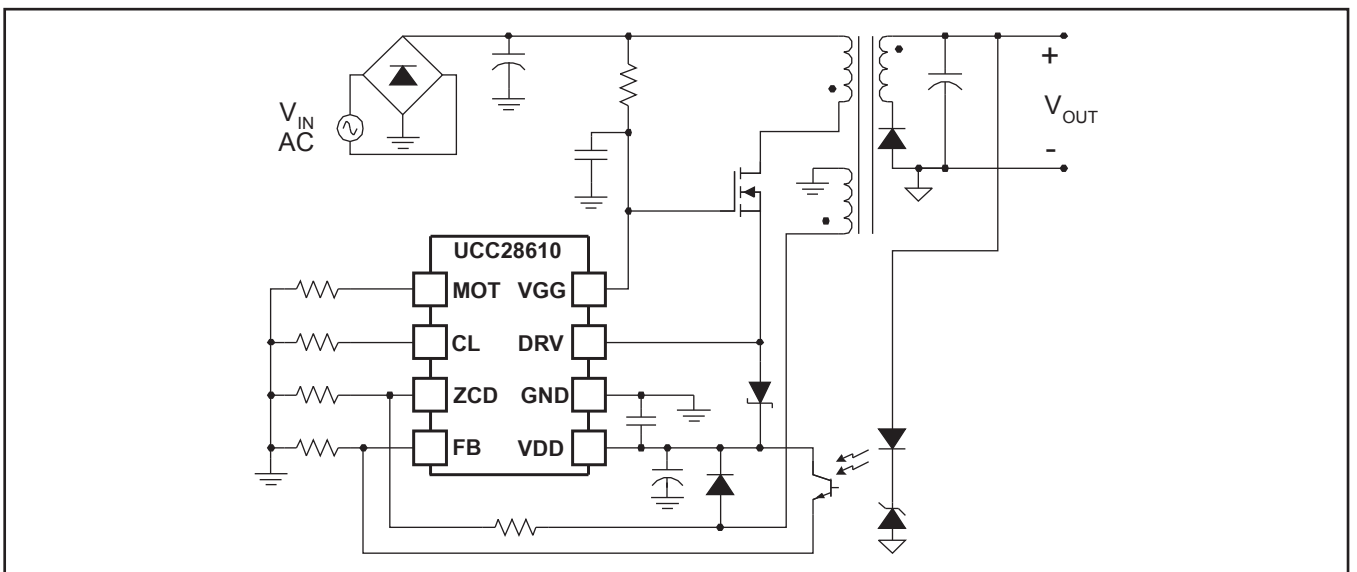 V_IN
AC
+
V_OUT
-
UCC28610
MOT VGG
CL DRV
ZCD GND
FB VDD